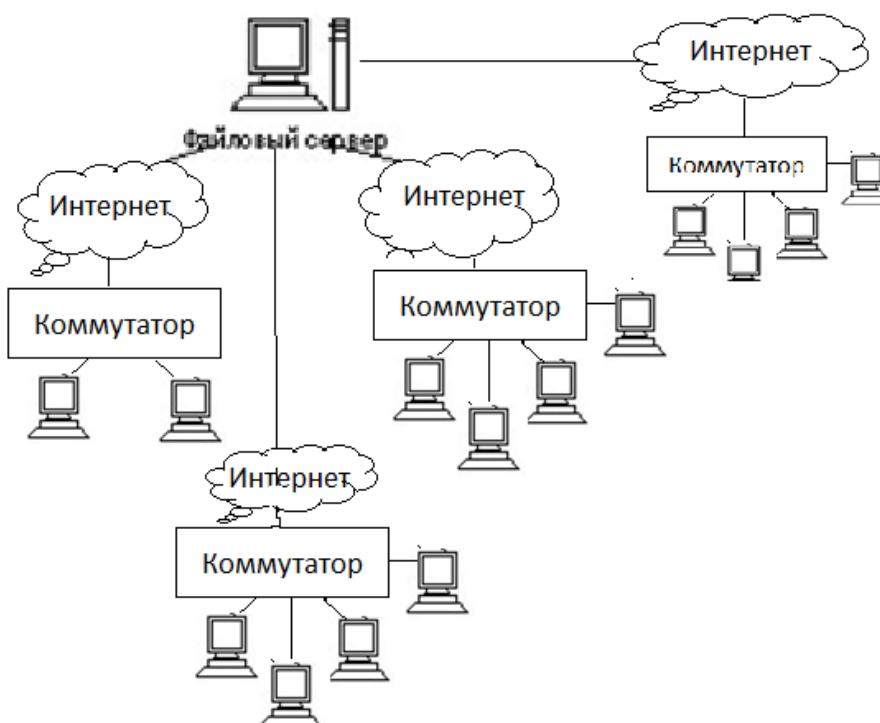 Интернет
Файловый сервер
Коммутатор
Интернет
Интернет
Коммутатор
Коммутатор
Интернет
Коммутатор